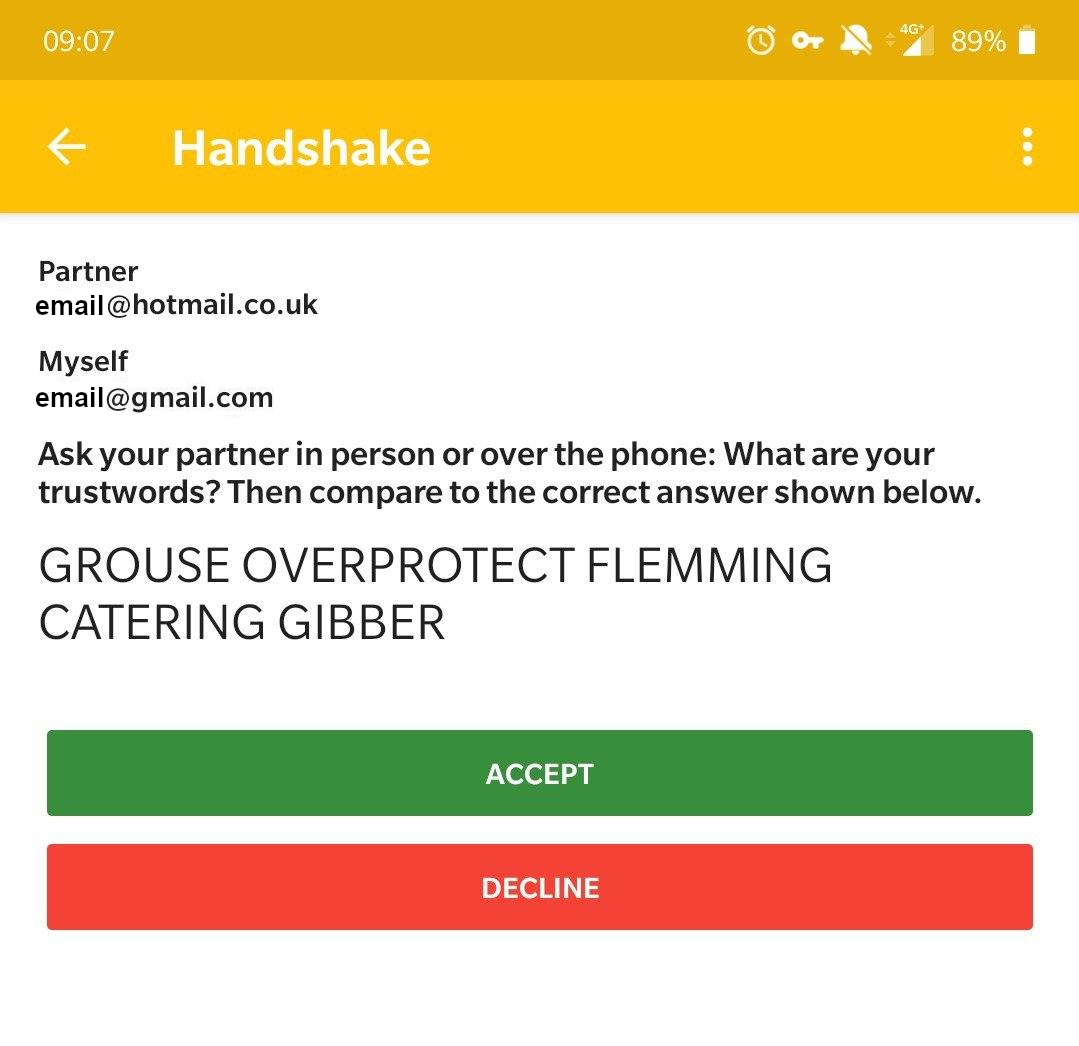 09:07 4G+ 89%
Handshake
Partner
email@hotmail.co.uk
Myself
email@gmail.com
Ask your partner in person or over the phone: What are your
trustwords? Then compare to the correct answer shown below.
GROUSE OVERPROTECT FLEMMING
CATERING GIBBER
ACCEPT
DECLINE